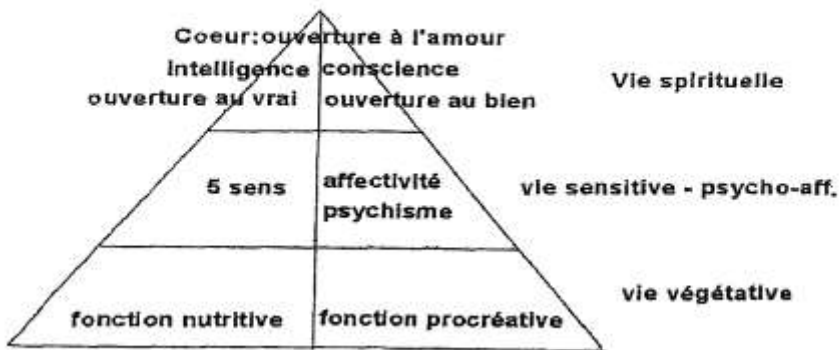 Coeur:ouverture à l'amour
Intelligence conscience
ouverture au vrai ouverture au bien
Vie spirituelle
5 sens
affectivité
psychisme
vie sensitive - psycho-aff.
fonction nutritive fonction procréative
vie végétative